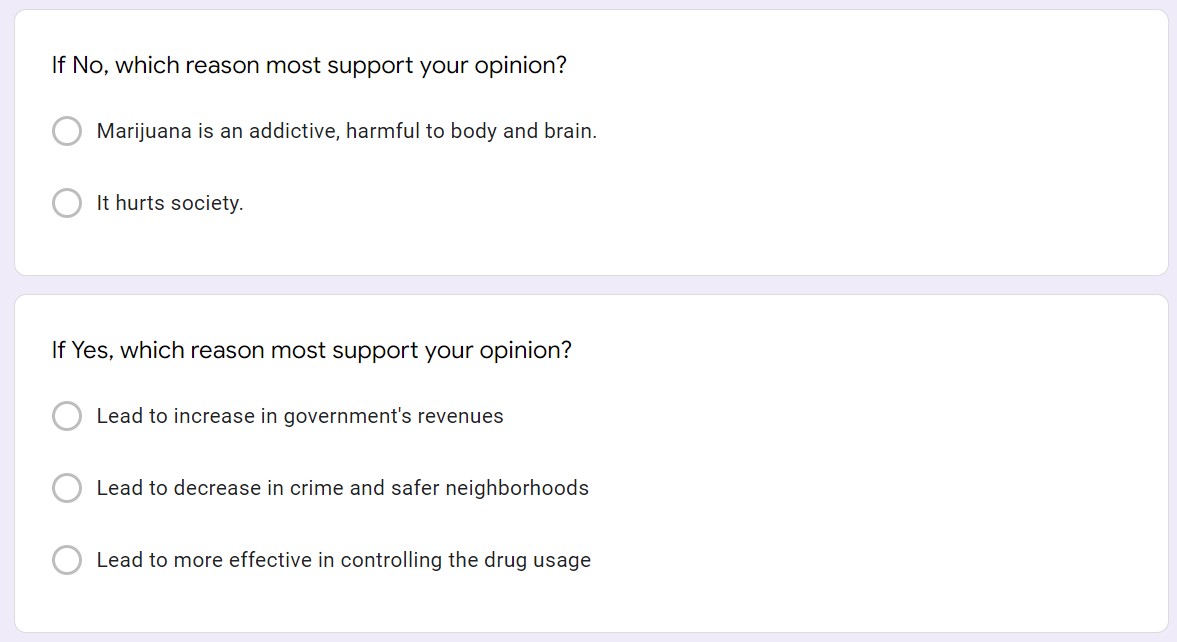 If No, which reason most support your opinion?
Marijuana is an addictive, harmful to body and brain.
It hurts society.
If Yes, which reason most support your opinion?
Lead to increase in government's revenues
Lead to decrease in crime and safer neighborhoods
Lead to more effective in controlling the drug usage